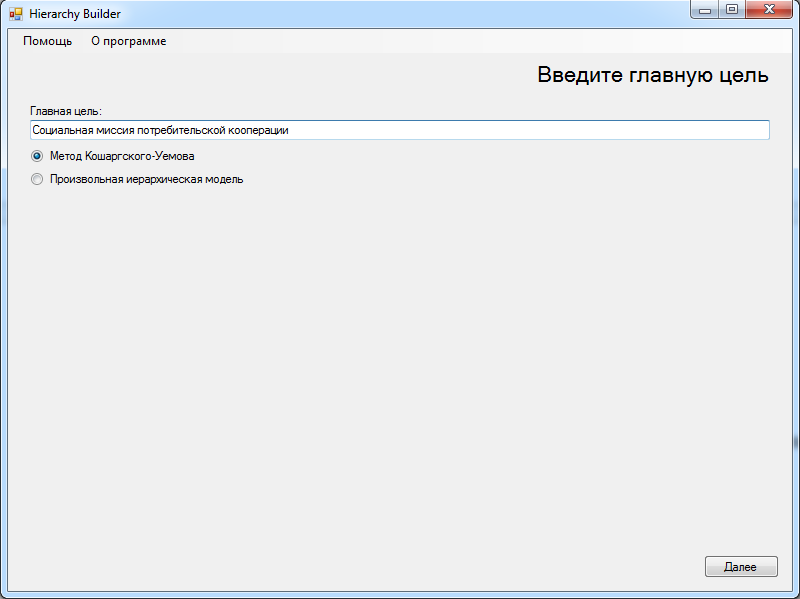 Hierarchy Builder
Помощь О программе
Введите главную цель
Главная цель:
Социальная миссия потребительской кооперации
Метод Кошаргского-Уемова
Произвольная иерархическая модель
Далее